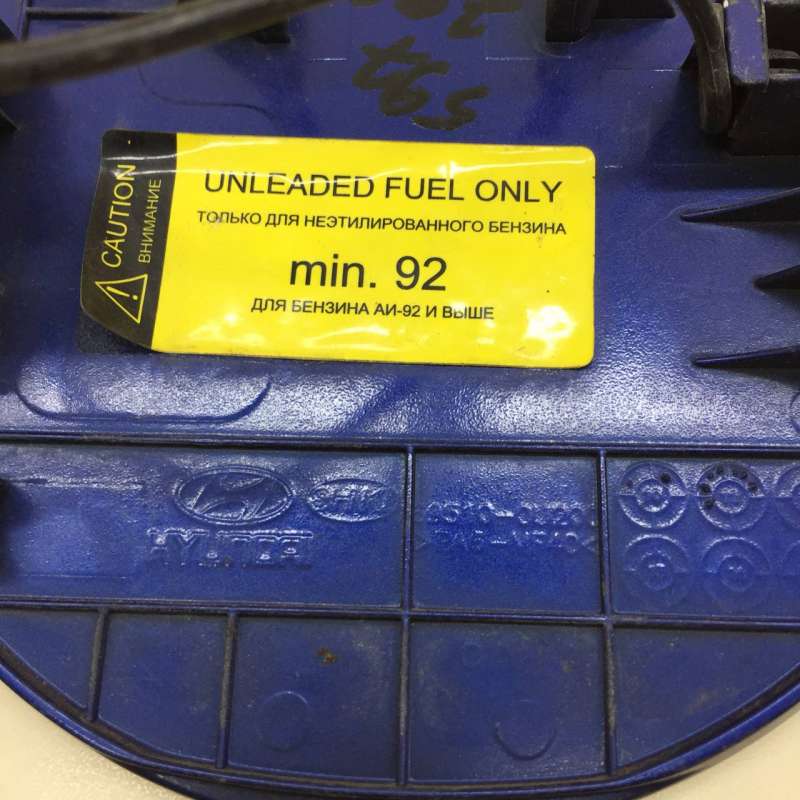 CAUTION
ВНИМАНИЕ
UNLEADED FUEL ONLY
ТОЛЬКО ДЛЯ НЕЭТИЛИРОВАННОГО БЕНЗИНА
min. 92
ДЛЯ БЕНЗИНА АИ-92 И ВЫШЕ
HYUNDAI